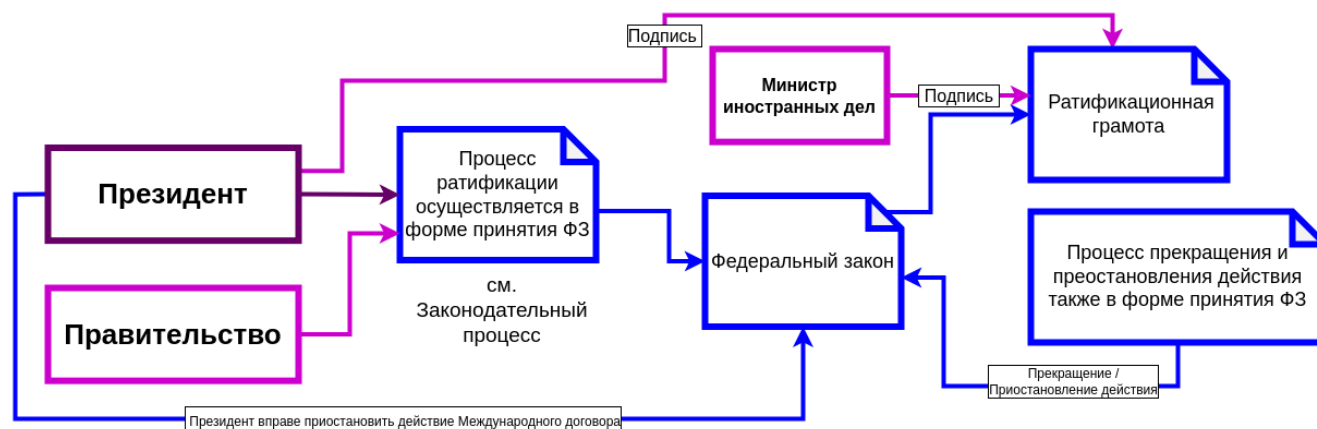 Подпись
Министр
иностранных дел
Подпись
Ратификационная
грамота
Президент
Процесс
ратификации
осуществляется в
форме принятия ФЗ
Федеральный закон
Процесс прекращения и
преостановления действия
также в форме принятия ФЗ
см.
Законодательный
процесс
Правительство
Прекращение /
Приостановление действия
Президент вправе приостановить действие Международного договора